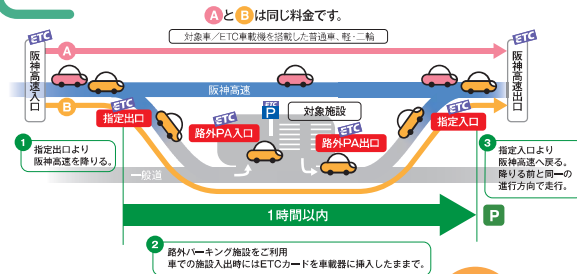 AとBは同じ料金です。
対象車/ETC車載機を搭載した普通車、軽・二輪
ETC
阪神高速入口
A
ETC
阪神高速出口
阪神高速
B
ETC
指定出口
ETC
路外PA入口
ETC
P
対象施設
ETC
路外PA出口
ETC
指定入口
1
指定出口より
阪神高速を降りる。
一般道
3
指定入口より
阪神高速へ戻る。
降りる前と同一の
進行方向で走行。
1時間以内
P
2
路外パーキング施設をご利用
車での施設入出時にはETCカードを車載器に挿入したままで。